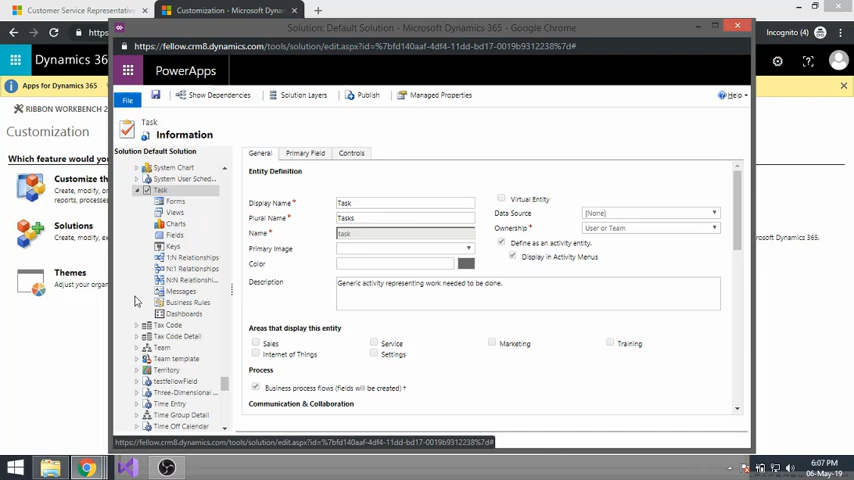 Customer Service Representative
Customization - Microsoft Dynam
Incognito (4)
https://
Solution: Default Solution - Google Chrome
https://fellow.crm8.dynamics.com/tools/solution/edit.aspx?id=%7bfd140aaf-4df4-11dd-bd17-0019b9312238%7d#
Dynamics 36
PowerApps
Apps for Dynamics 365
File
Show Dependencies
Solution Layers
Publish
Managed Properties
Help
RIBBON WORKBENCH 2
Customization
Which feature would you
Customize th
Create, modify, or
reports, processes
Solutions
Create, modify, ex
Themes
Adjust your organ
Task
Information
Solution Default Solution
System Chart
System User Sched...
Task
Forms
Views
Charts
Fields
Keys
1:N Relationships
N:1 Relationships
N:N Relationshi...
Messages
Business Rules
Dashboards
Tax Code
Tax Code Detail
Team
Team template
Territory
testfellowField
Three-Dimensional ...
Time Entry
Time Group Detail
Time Off Calendar
General
Primary Field
Controls
Entity Definition
Display Name *
Task
Plural Name *
Tasks
Name *
task
Primary Image
Color
Description
Generic activity representing work needed to be done.
Virtual Entity
Data Source
[None]
Ownership *
User or Team
Define as an activity entity.
Display in Activity Menus
Areas that display this entity
Sales
Service
Marketing
Training
Internet of Things
Settings
Process
Business process flows (fields will be created) +
Communication & Collaboration
components of your solution.
https://fellow.crm8.dynamics.com/tools/solution/edit.aspx?id=%7bfd140aaf-4df4-11dd-bd17-0019b9312238%7d#
6:07 PM
06-May-19